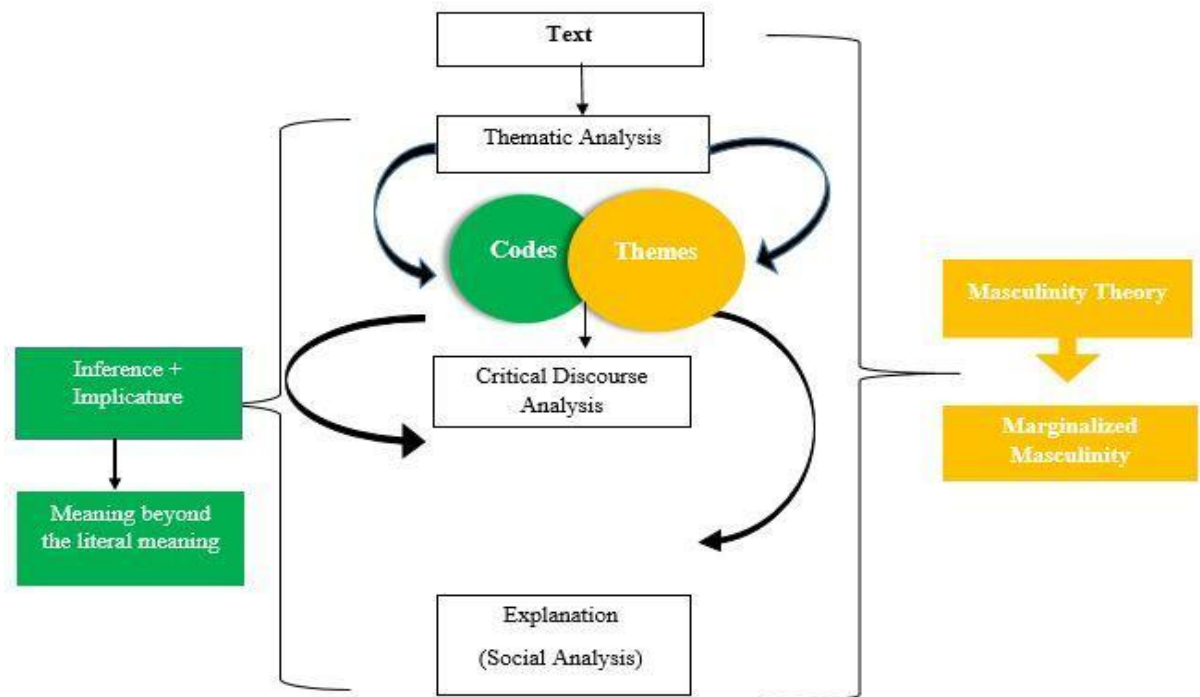 Text
Thematic Analysis
Codes
Themes
Masculinity Theory
Inference +
Implicature
Critical Discourse
Analysis
Marginalized
Masculinity
Meaning beyond
the literal meaning
Explanation
(Social Analysis)